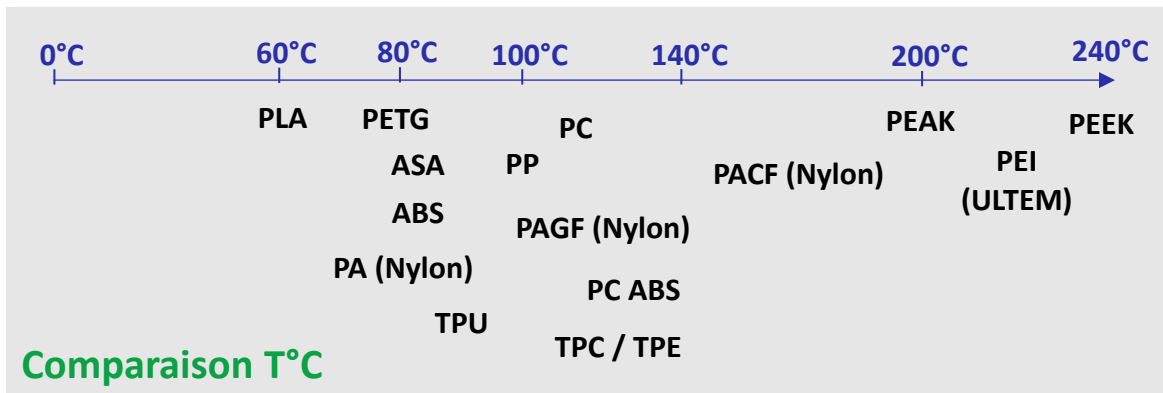 0°C 60°C 80°C 100°C 140°C 200°C 240°C
PLA PETG PC PEAK PEEK
ASA PP PACF (Nylon) PEI
(ULTEM)
ABS PAGF (Nylon)
PA (Nylon) PC ABS
TPU TPC / TPE
Comparaison T°C